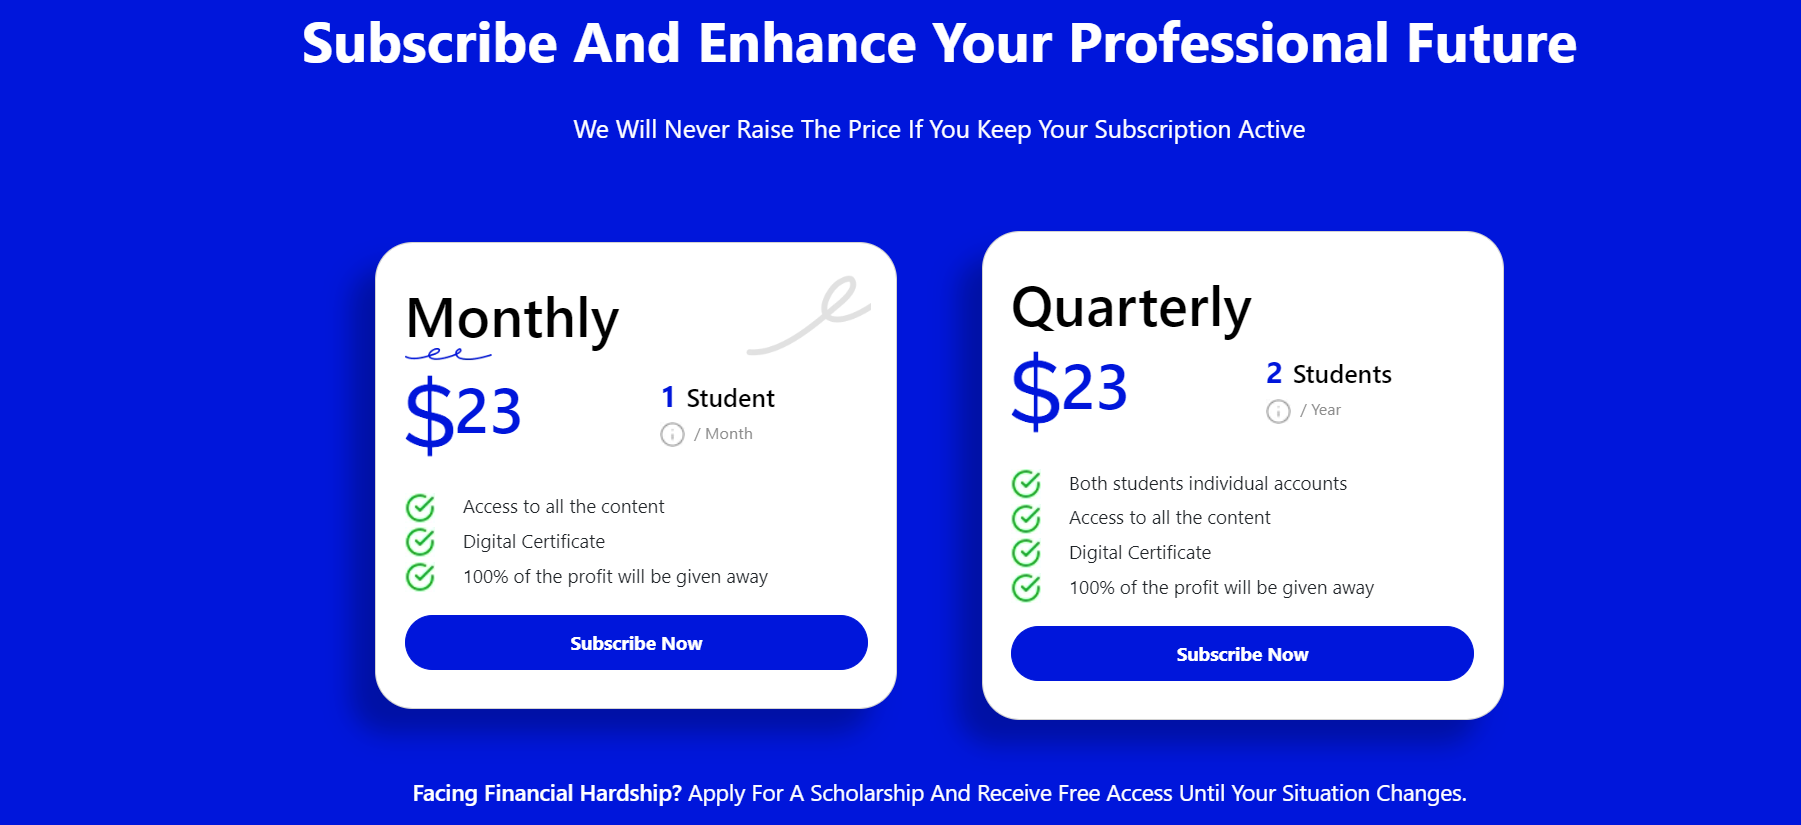 Subscribe And Enhance Your Professional Future
We Will Never Raise The Price If You Keep Your Subscription Active
Monthly
$23
1 Student
/ Month
Access to all the content
Digital Certificate
100% of the profit will be given away
Subscribe Now
Quarterly
$23
2 Students
/ Year
Both students individual accounts
Access to all the content
Digital Certificate
100% of the profit will be given away
Subscribe Now
Facing Financial Hardship? Apply For A Scholarship And Receive Free Access Until Your Situation Changes.